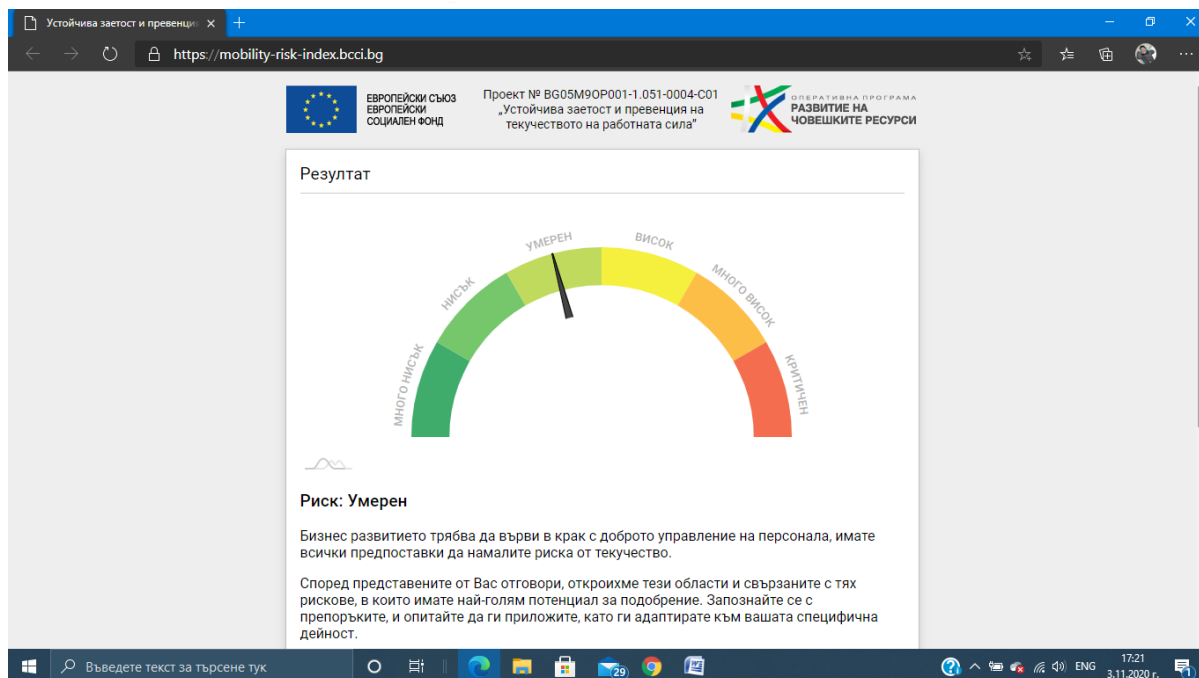 Устойчива заетост и превенция
https://mobility-risk-index.bcci.bg
ЕВРОПЕЙСКИ СЪЮЗ
ЕВРОПЕЙСКИ
СОЦИАЛЕН ФОНД
Проект № BG05M9OP001-1.051-0004-C01
„Устойчива заетост и превенция на
текучеството на работната сила"
ОПЕРАТИВНА ПРОГРАМА
РАЗВИТИЕ НА
ЧОВЕШКИТЕ РЕСУРСИ
Резултат
МНОГО НИСЪК
НИСЪК
УМЕРЕН
ВИСОК
МНОГО ВИСОК
КРИТИЧЕН
Риск: Умерен
Бизнес развитието трябва да върви в крак с доброто управление на персонала, имате
всички предпоставки да намалите риска от текучество.
Според представените от Вас отговори, откроихме тези области и свързаните с тях
рискове, в които имате най-голям потенциал за подобрение. Запознайте се с
препоръките, и опитайте да ги приложите, като ги адаптирате към вашата специфична
дейност.
Въведете текст за търсене тук
29
ENG
17:21
3.11.2020 г.
1